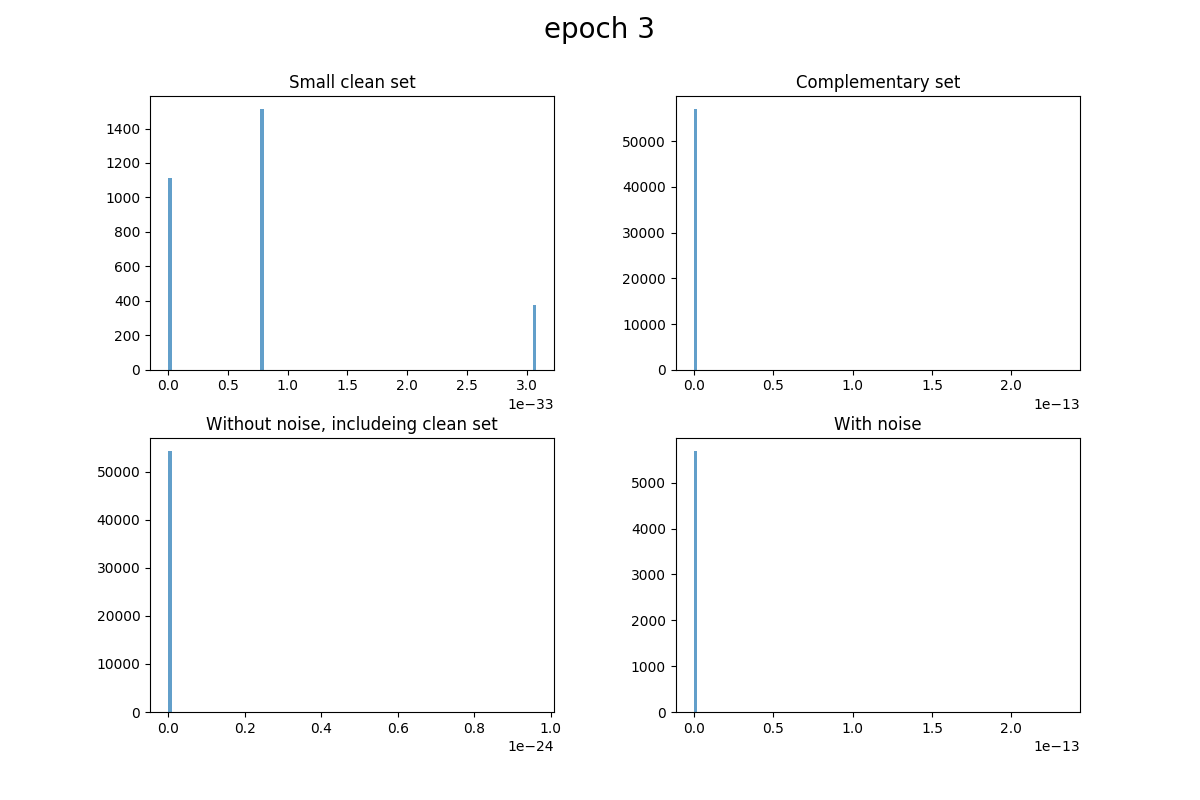 epoch 3
Small clean set
1400
1200
1000
800
600
400
200
0
0.0 0.5 1.0 1.5 2.0 2.5 3.0
1e−33
Complementary set
50000
40000
30000
20000
10000
0
0.0 0.5 1.0 1.5 2.0
1e−13
Without noise, includeing clean set
50000
40000
30000
20000
10000
0
0.0 0.2 0.4 0.6 0.8 1.0
1e−24
With noise
5000
4000
3000
2000
1000
0
0.0 0.5 1.0 1.5 2.0
1e−13